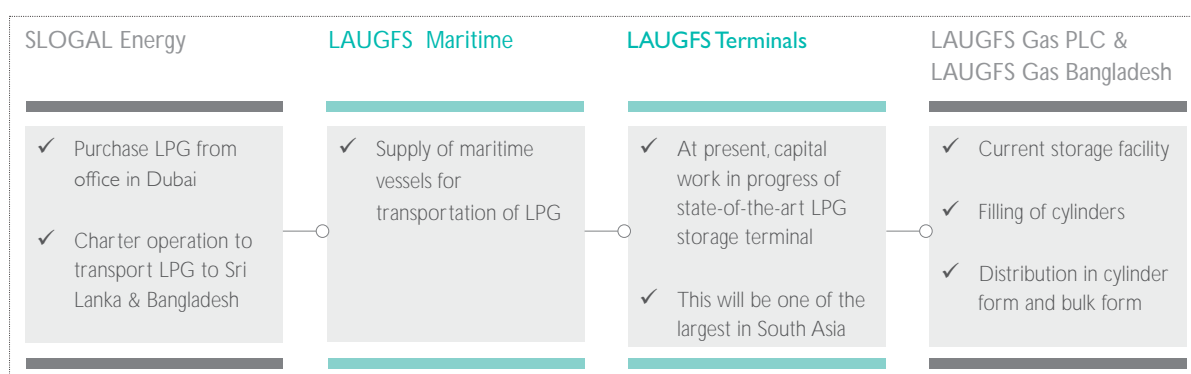 SLOGAL Energy
✓ Purchase LPG from
office in Dubai
✓ Charter operation to
transport LPG to Sri
Lanka & Bangladesh
LAUGFS Maritime
✓ Supply of maritime
vessels for
transportation of LPG
LAUGFS Terminals
✓ At present, capital
work in progress of
state-of-the-art LPG
storage terminal
✓ This will be one of the
largest in South Asia
LAUGFS Gas PLC &
LAUGFS Gas Bangladesh
✓ Current storage facility
✓ Filling of cylinders
✓ Distribution in cylinder
form and bulk form